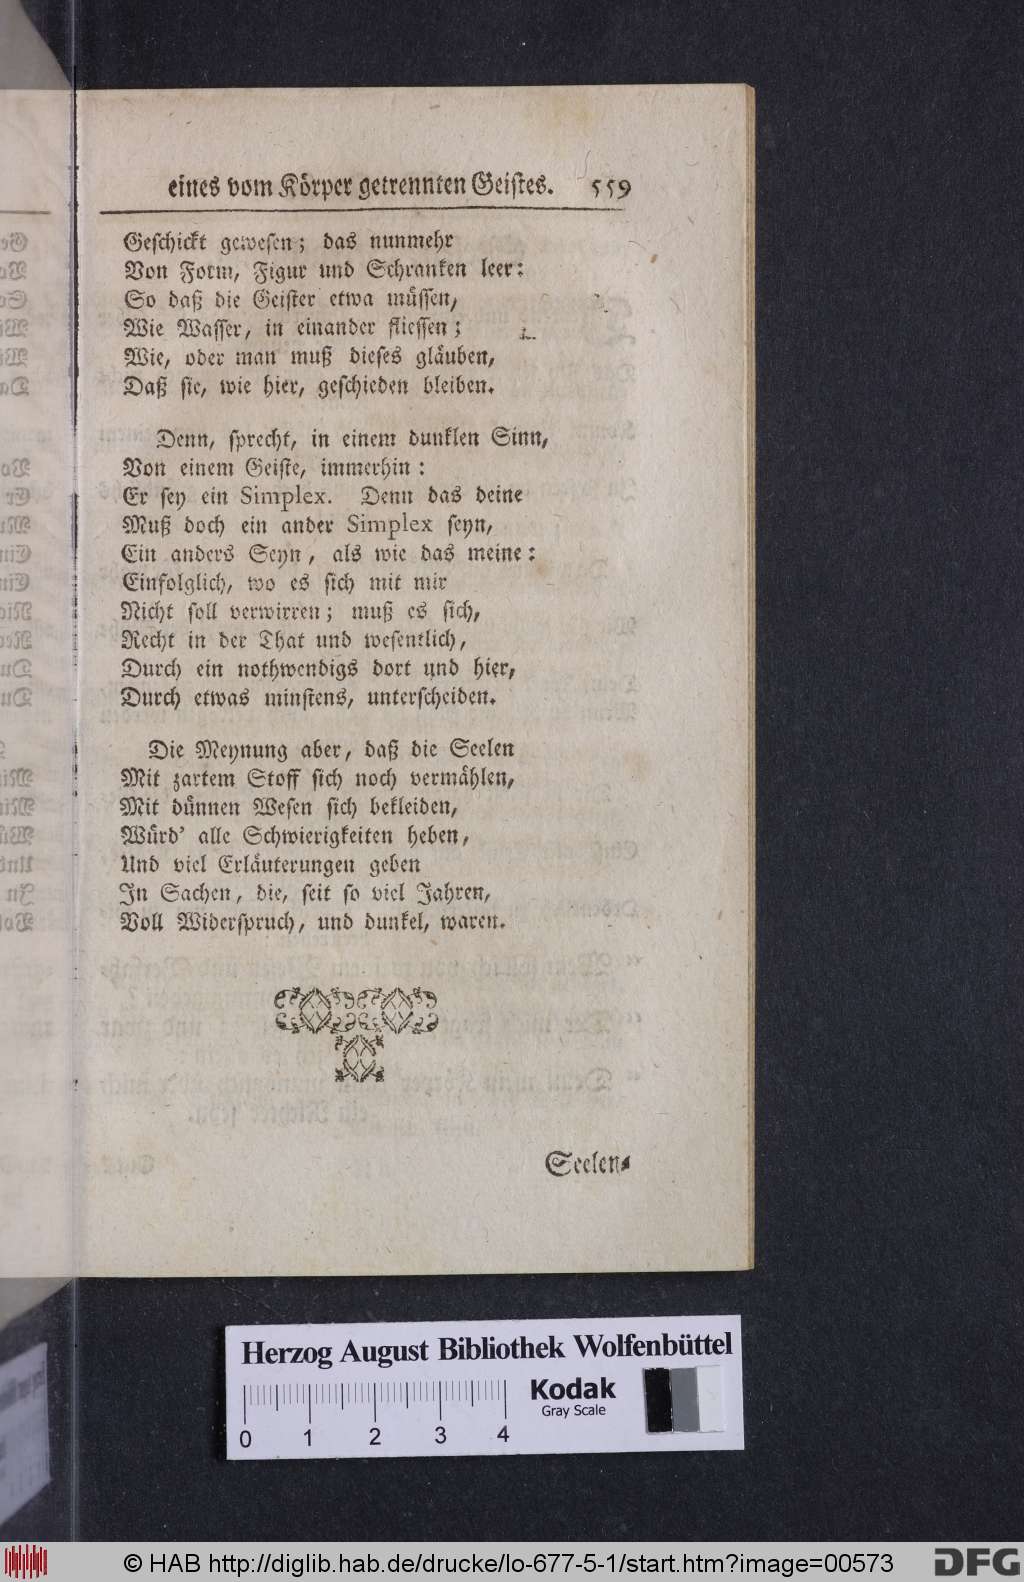 eines vom Körper getrennten Geistes. 559
Geschickt gewesen; das nunmehr
Von Form, Figur und Schranken leer:
So daß die Geister etwa müssen,
Wie Wasser, in einander fliessen;
Wie, oder man muß dieses gläuben,
Daß sie, wie hier, geschieden bleiben.
Denn, sprecht, in einem dunklen Sinn,
Von einem Geiste, immerhin:
Er sey ein Simplex. Denn das deine
Muß doch ein ander Simplex seyn,
Ein anders Seyn, als wie das meine:
Einfolglich, wo es sich mit mir
Nicht soll verwirren; muß es sich,
Recht in der That und wesentlich,
Durch ein nothwendigs dort und hier,
Durch etwas minstens, unterscheiden.
Die Meynung aber, daß die Seelen
Mit zartem Stoff sich noch vermählen,
Mit dünnen Wesen sich bekleiden,
Würd' alle Schwierigkeiten heben,
Und viel Erläuterungen geben
In Sachen, die, seit so viel Jahren,
Voll Widerspruch, und dunkel, waren.
Seelen-
Herzog August Bibliothek Wolfenbüttel
Kodak
Gray Scale
0 1 2 3 4
© HAB http://diglib.hab.de/drucke/lo-677-5-1/start.htm?image=00573
DFG